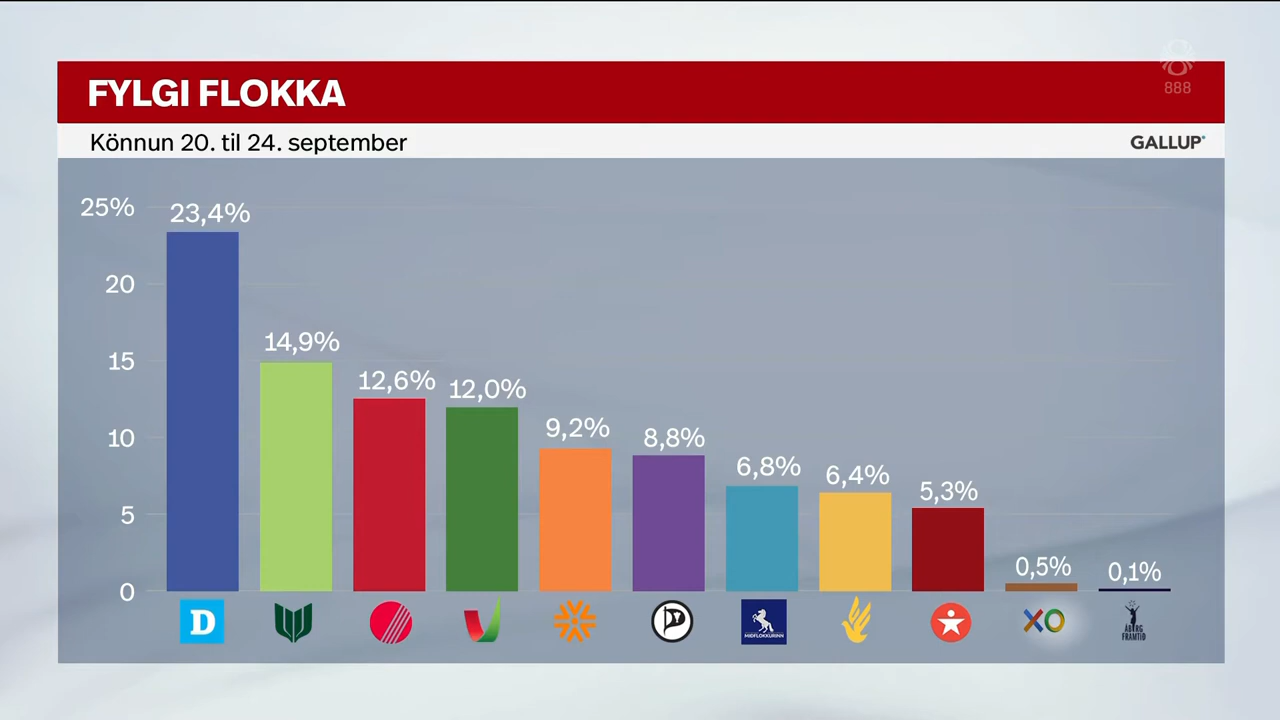 888
FYLGI FLOKKA
Könnun 20. til 24. september
GALLUP
25%
20
15
10
5
0
23,4%
14,9%
12,6%
12,0%
9,2%
8,8%
6,8%
6,4%
5,3%
0,5%
0,1%
D
MIÐFLOKKURINN
XO
ÁBYRG
FRAMTÍÐ